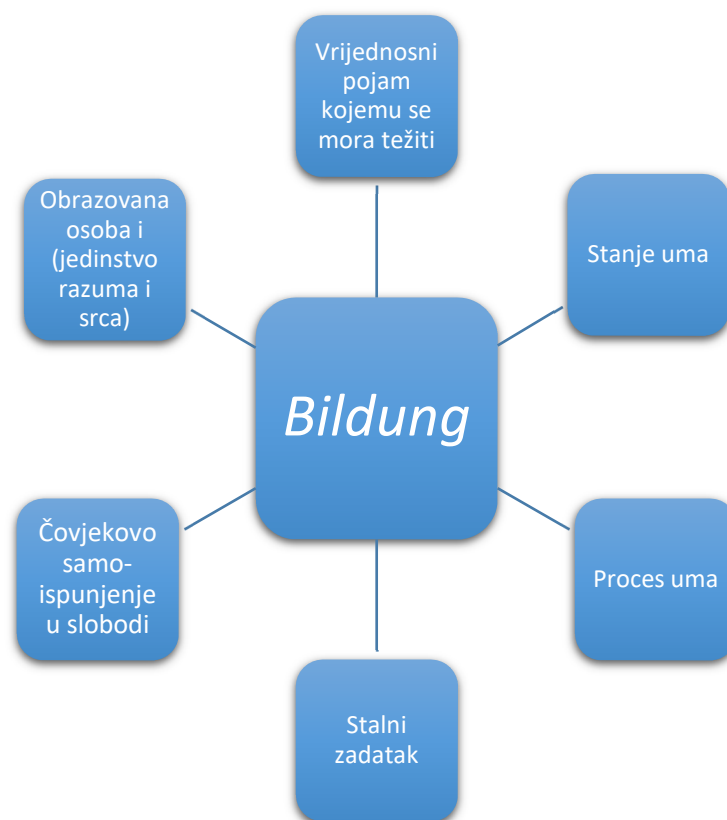 Vrijednosni
pojam
kojemu se
mora težiti
Obrazovana
osoba i
(jedinstvo
razuma i
srca)
Stanje uma
Bildung
Čovjekovo
samo-
ispunjenje
u slobodi
Proces uma
Stalni
zadatak